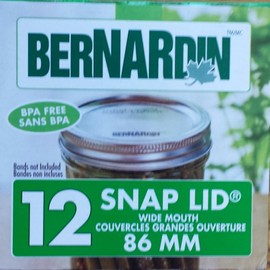 BERNARDIN
BPA FREE
SANS BPA
BERNARDIN
Bands not Included
Bandes non incluses
12
SNAP LID®
WIDE MOUTH
COUVERCLES GRANDES OUVERTURE
86 MM